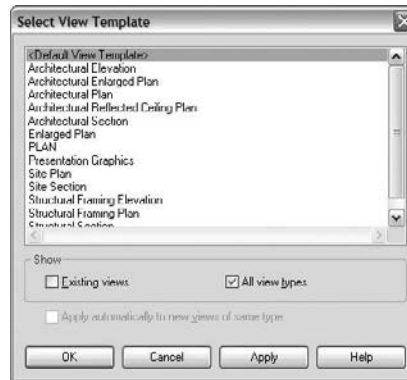 Select View Template
<Default View Template>
Architectural Elevation
Architectural Enlarged Plan
Architectural Plan
Architectural Reflected Ceiling Plan
Architectural Section
Enlarged Plan
PLAN
Presentation Graphics
Site Plan
Site Section
Structural Framing Elevation
Structural Framing Plan
Structural Section
Show
Existing views
All view types
Apply automatically to new views of same type
OK
Cancel
Apply
Help